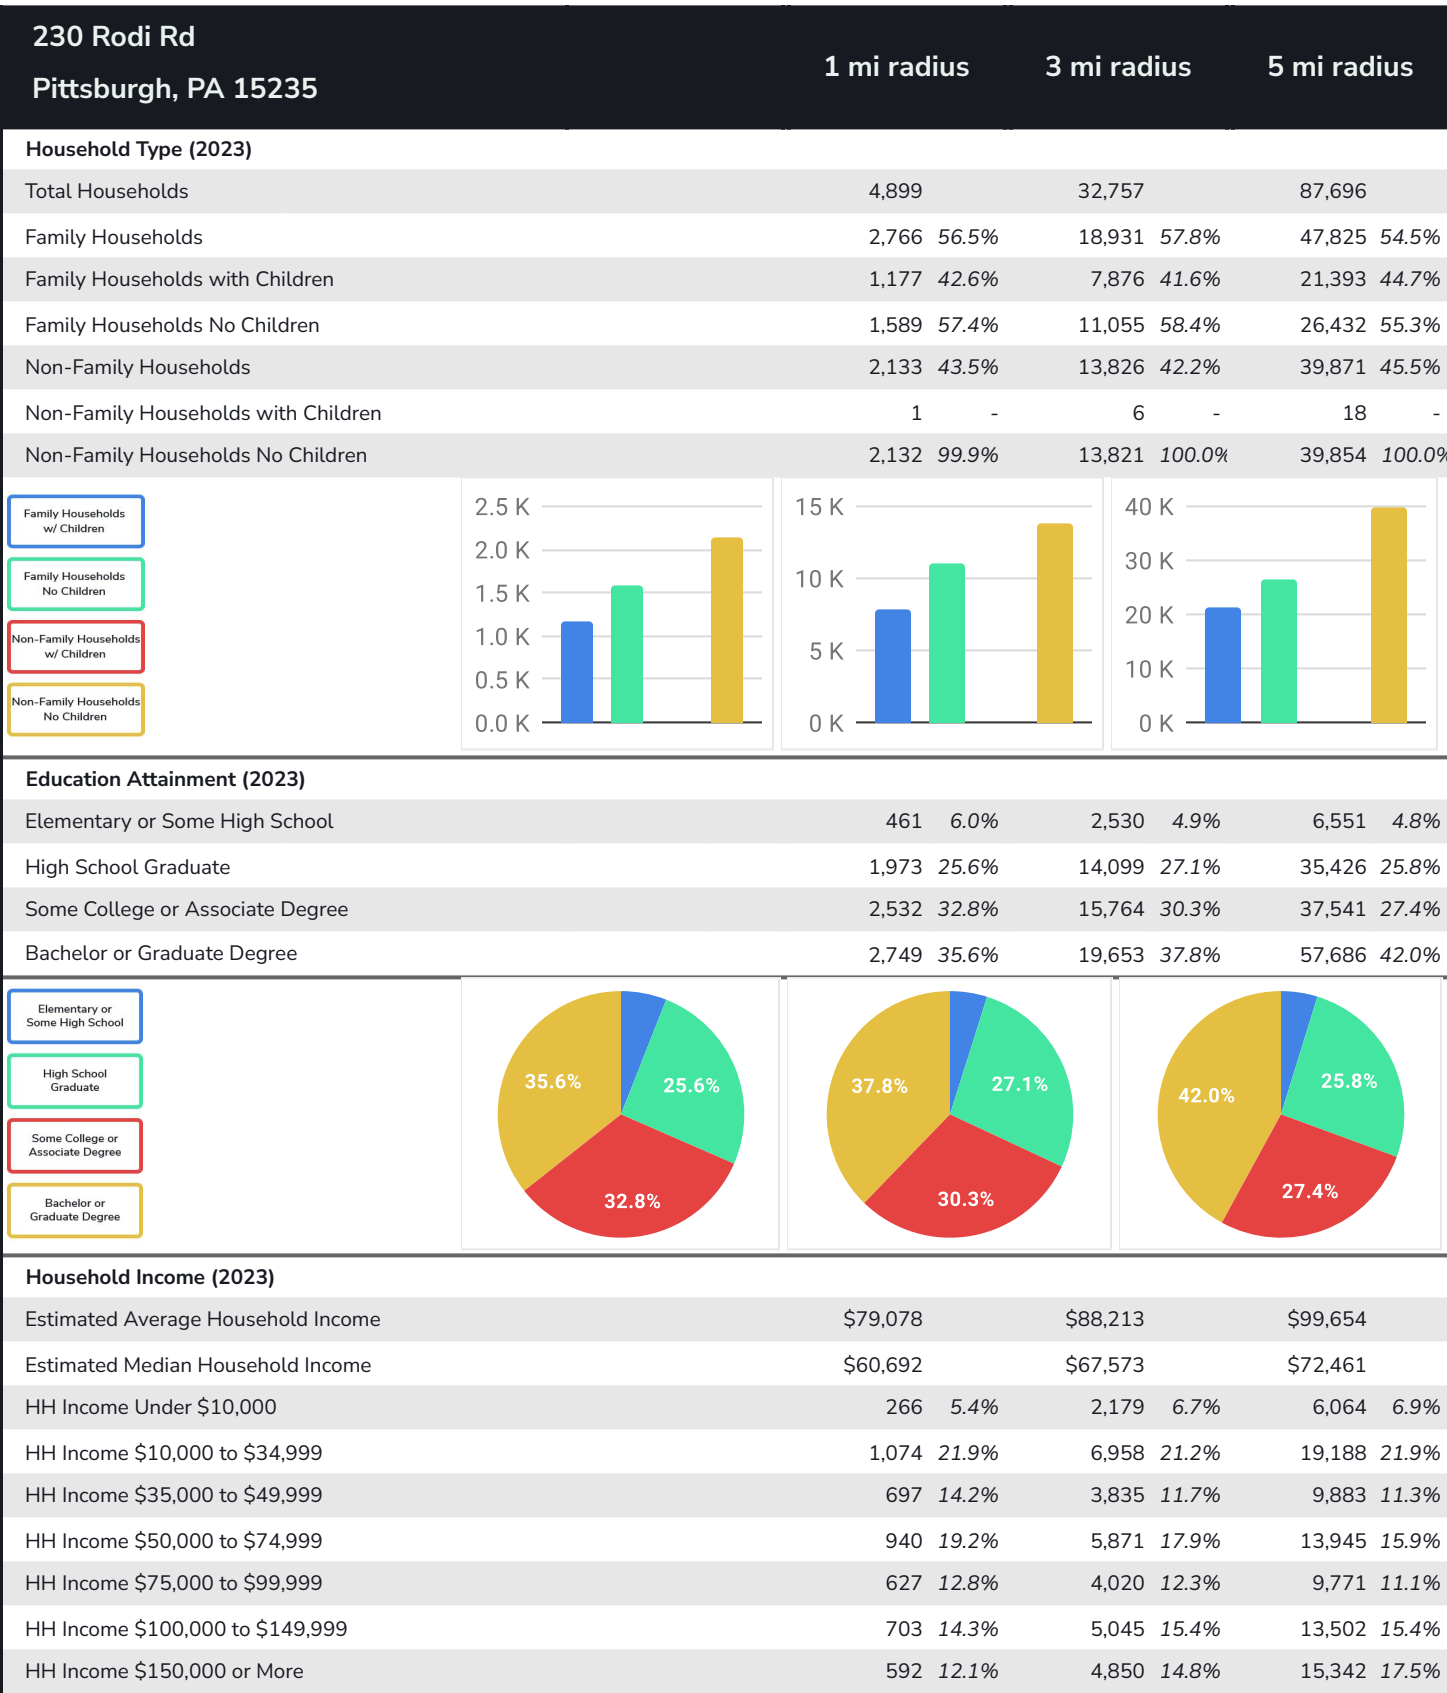 230 Rodi Rd
Pittsburgh, PA 15235
1 mi radius 3 mi radius 5 mi radius
Household Type (2023)
Total Households 4,899 32,757 87,696
Family Households 2,766 56.5% 18,931 57.8% 47,825 54.5%
Family Households with Children 1,177 42.6% 7,876 41.6% 21,393 44.7%
Family Households No Children 1,589 57.4% 11,055 58.4% 26,432 55.3%
Non-Family Households 2,133 43.5% 13,826 42.2% 39,871 45.5%
Non-Family Households with Children 1 - 6 - 18 -
Non-Family Households No Children 2,132 99.9% 13,821 100.0% 39,854 100.0%
Family Households
w/ Children
Family Households
No Children
Non-Family Households
w/ Children
Non-Family Households
No Children
2.5 K
2.0 K
1.5 K
1.0 K
0.5 K
0.0 K
15 K
10 K
5 K
0 K
40 K
30 K
20 K
10 K
0 K
Education Attainment (2023)
Elementary or Some High School 461 6.0% 2,530 4.9% 6,551 4.8%
High School Graduate 1,973 25.6% 14,099 27.1% 35,426 25.8%
Some College or Associate Degree 2,532 32.8% 15,764 30.3% 37,541 27.4%
Bachelor or Graduate Degree 2,749 35.6% 19,653 37.8% 57,686 42.0%
Elementary or
Some High School
High School
Graduate
Some College or
Associate Degree
Bachelor or
Graduate Degree
35.6% 25.6%
32.8%
37.8% 27.1%
30.3%
42.0% 25.8%
27.4%
Household Income (2023)
Estimated Average Household Income $79,078 $88,213 $99,654
Estimated Median Household Income $60,692 $67,573 $72,461
HH Income Under $10,000 266 5.4% 2,179 6.7% 6,064 6.9%
HH Income $10,000 to $34,999 1,074 21.9% 6,958 21.2% 19,188 21.9%
HH Income $35,000 to $49,999 697 14.2% 3,835 11.7% 9,883 11.3%
HH Income $50,000 to $74,999 940 19.2% 5,871 17.9% 13,945 15.9%
HH Income $75,000 to $99,999 627 12.8% 4,020 12.3% 9,771 11.1%
HH Income $100,000 to $149,999 703 14.3% 5,045 15.4% 13,502 15.4%
HH Income $150,000 or More 592 12.1% 4,850 14.8% 15,342 17.5%